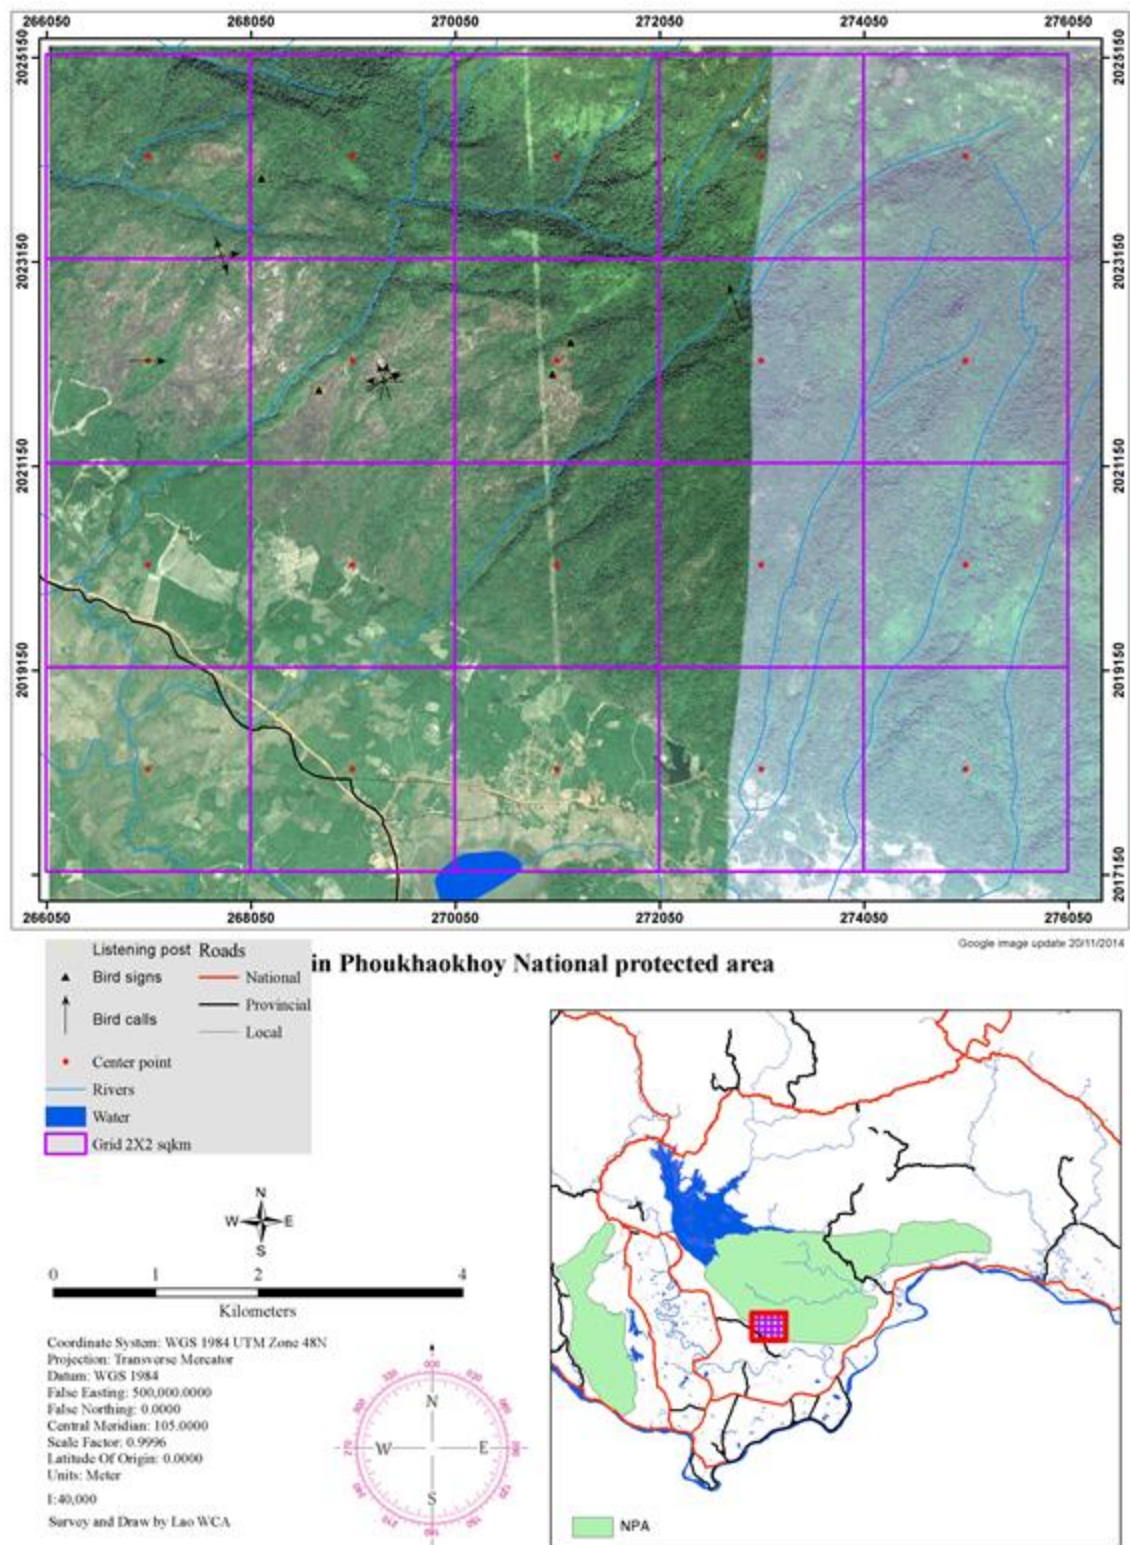 266050 268050 270050 272050 274050 276050
2025150 2025150
2023150 2023150
2021150 2021150
2019150 2019150
2017150 2017150
266050 268050 270050 272050 274050 276050
Google image update 20/11/2014
in Phoukhaokhoy National protected area
Listening post
Bird signs
Bird calls
Center point
Rivers
Water
Grid 2X2 sqkm
Roads
National
Provincial
Local
N
W E
S
0 1 2 4
Kilometers
Coordinate System: WGS 1984 UTM Zone 48N
Projection: Transverse Mercator
Datum: WGS 1984
False Easting: 500,000.0000
False Northing: 0.0000
Central Meridian: 105.0000
Scale Factor: 0.9996
Latitude Of Origin: 0.0000
Units: Meter
1:40,000
Survey and Draw by Lao WCA
N
W E
S
NPA